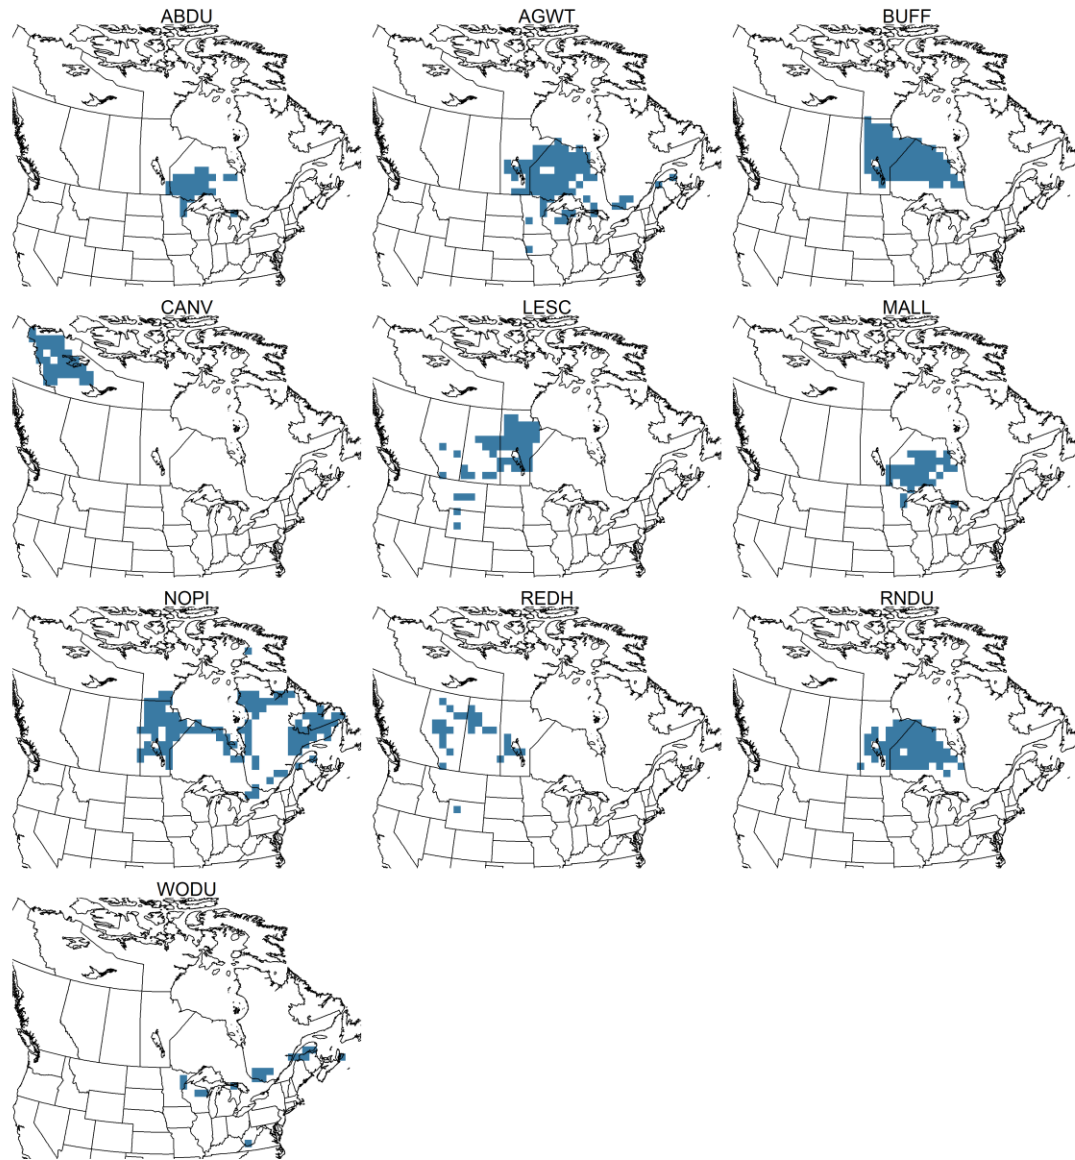 ABDU
AGWT
BUFF
CANV
LESC
MALL
NOPI
REDH
RNDU
WODU